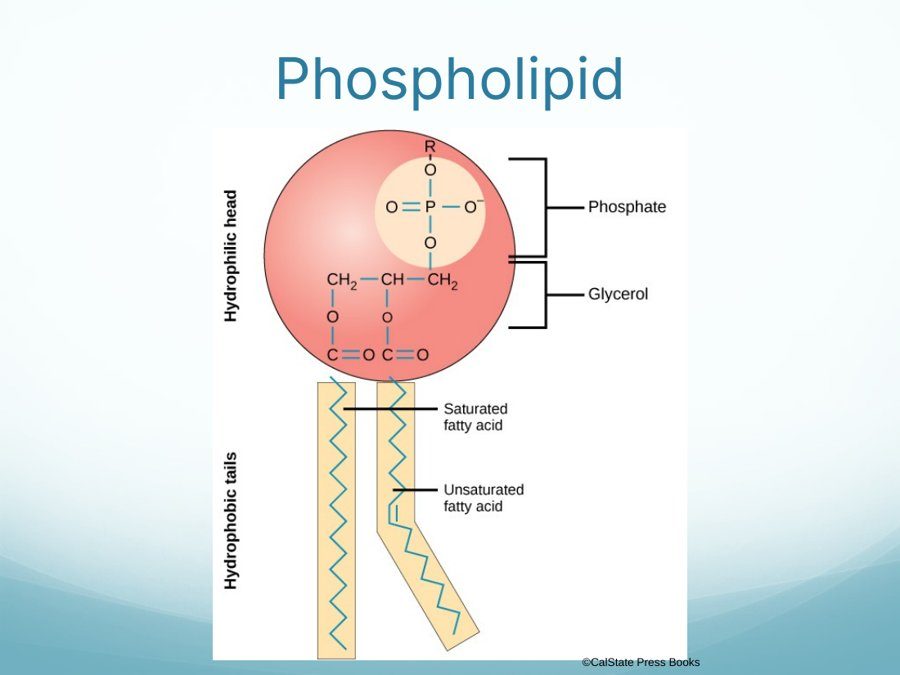 Phospholipid
Hydrophilic head
R
O
O=P—O⁻
O
CH₂—CH—CH₂
O O
C=O C=O
Phosphate
Glycerol
Hydrophobic tails
Saturated
fatty acid
Unsaturated
fatty acid
©CalState Press Books